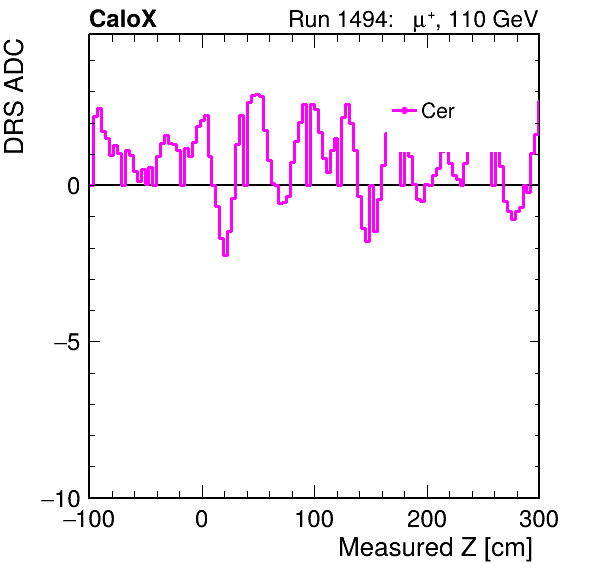 CaloX Run 1494: μ⁺, 110 GeV
DRS ADC
Cer
0
−5
−10
−100 0 100 200 300
Measured Z [cm]